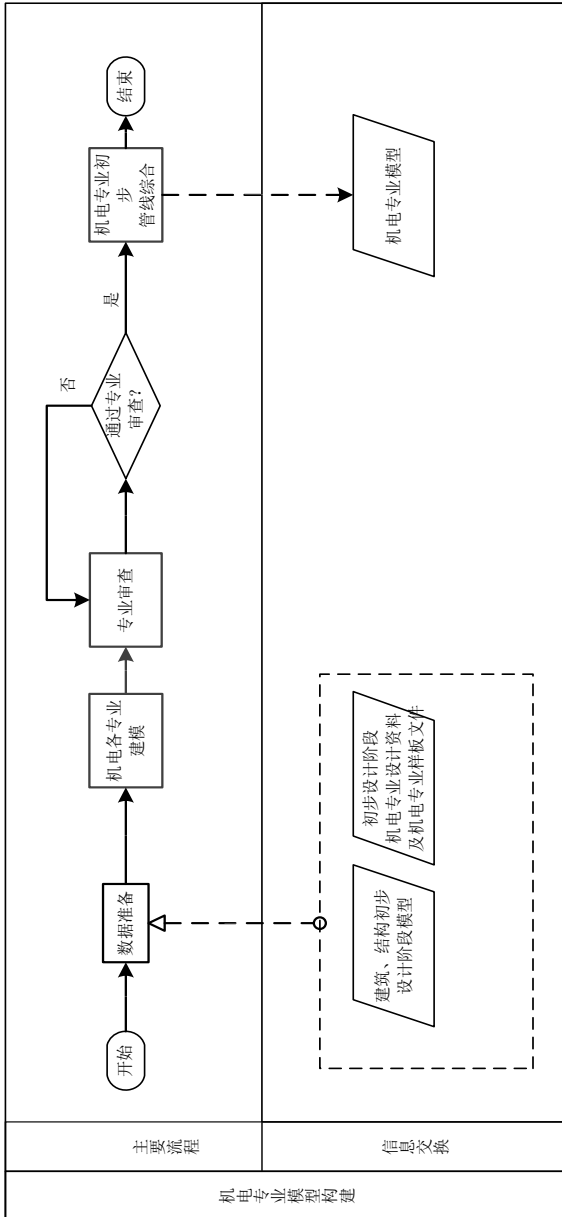 机电专业模型构建
主要流程
开始
数据准备
机电各专业
建模
专业审查
通过专业
审查?
否
是
机电专业初
步
管线综合
结束
信息交换
建筑、结构初步
设计阶段模型
初步设计阶段
机电专业设计资料
及机电专业样板文件
机电专业模型